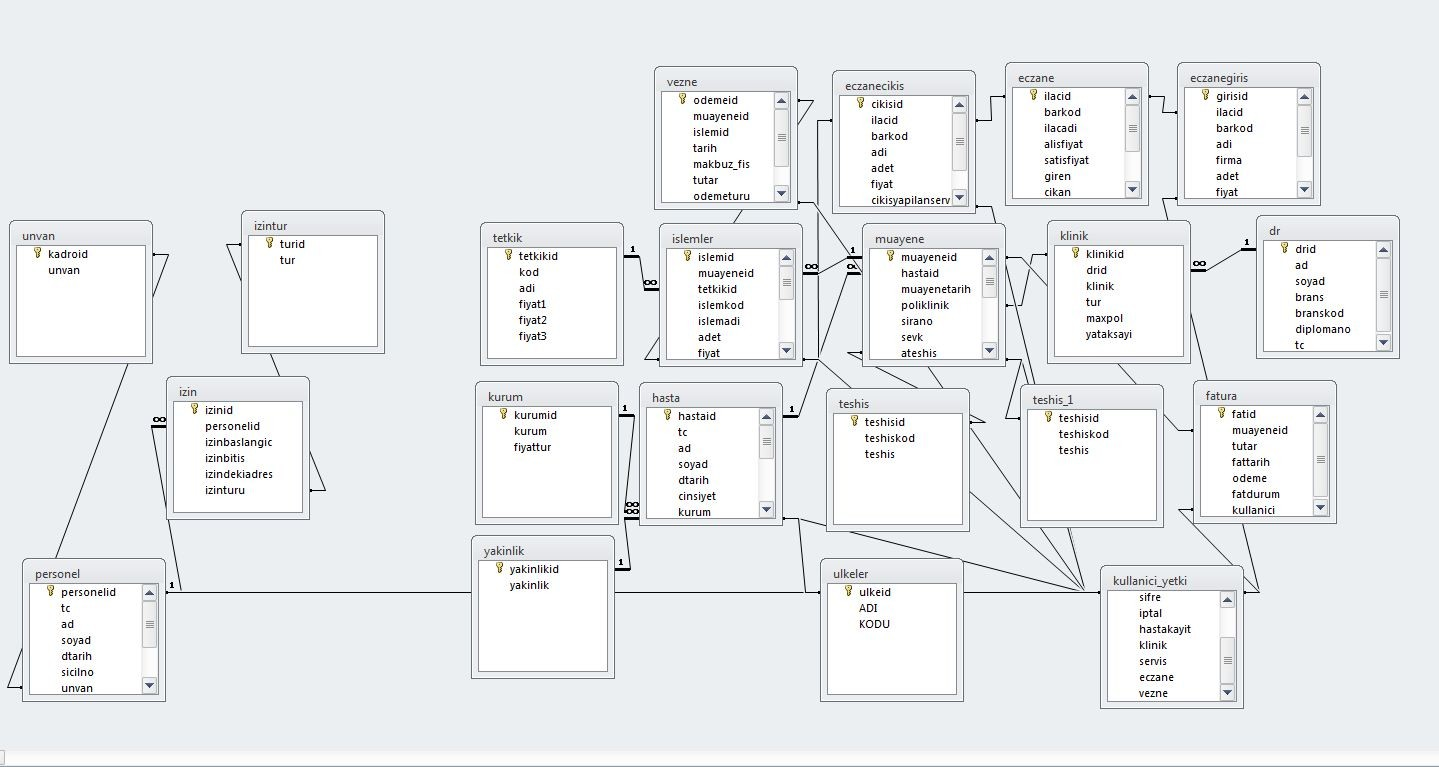 vezne
odemeid
muayeneid
islemid
tarih
makbuz_fis
tutar
odemeturu
eczanecikis
cikisid
ilacid
barkod
adi
adet
fiyat
cikisyapilanserv
eczane
ilacid
barkod
ilacadi
alisfiyat
satisfiyat
giren
cikan
eczanegiris
girisid
ilacid
barkod
adi
firma
adet
fiyat
unvan
kadroid
unvan
izintur
turid
tur
tetkik
tetkikid
kod
adi
fiyat1
fiyat2
fiyat3
1
∞
islemler
islemid
muayeneid
tetkikid
islemkod
islemadi
adet
fiyat
∞
1
∞
muayene
muayeneid
hastaid
muayenetarih
poliklinik
sirano
sevk
ateshis
klinik
klinikid
drid
klinik
tur
maxpol
yataksayi
∞
1
dr
drid
ad
soyad
brans
branskod
diplomano
tc
izin
izinid
personelid
izinbaslangic
izinbitis
izindekiadres
izinturu
∞
kurum
kurumid
kurum
fiyattur
1
∞
∞
hasta
hastaid
tc
ad
soyad
dtarih
cinsiyet
kurum
1
teshis
teshisid
teshiskod
teshis
teshis_1
teshisid
teshiskod
teshis
fatura
fatid
muayeneid
tutar
fattarih
odeme
fatdurum
kullanici
personel
personelid
tc
ad
soyad
dtarih
sicilno
unvan
1
yakinlik
yakinlikid
yakinlik
1
ulkeler
ulkeid
ADI
KODU
kullanici_yetki
sifre
iptal
hastakayit
klinik
servis
eczane
vezne